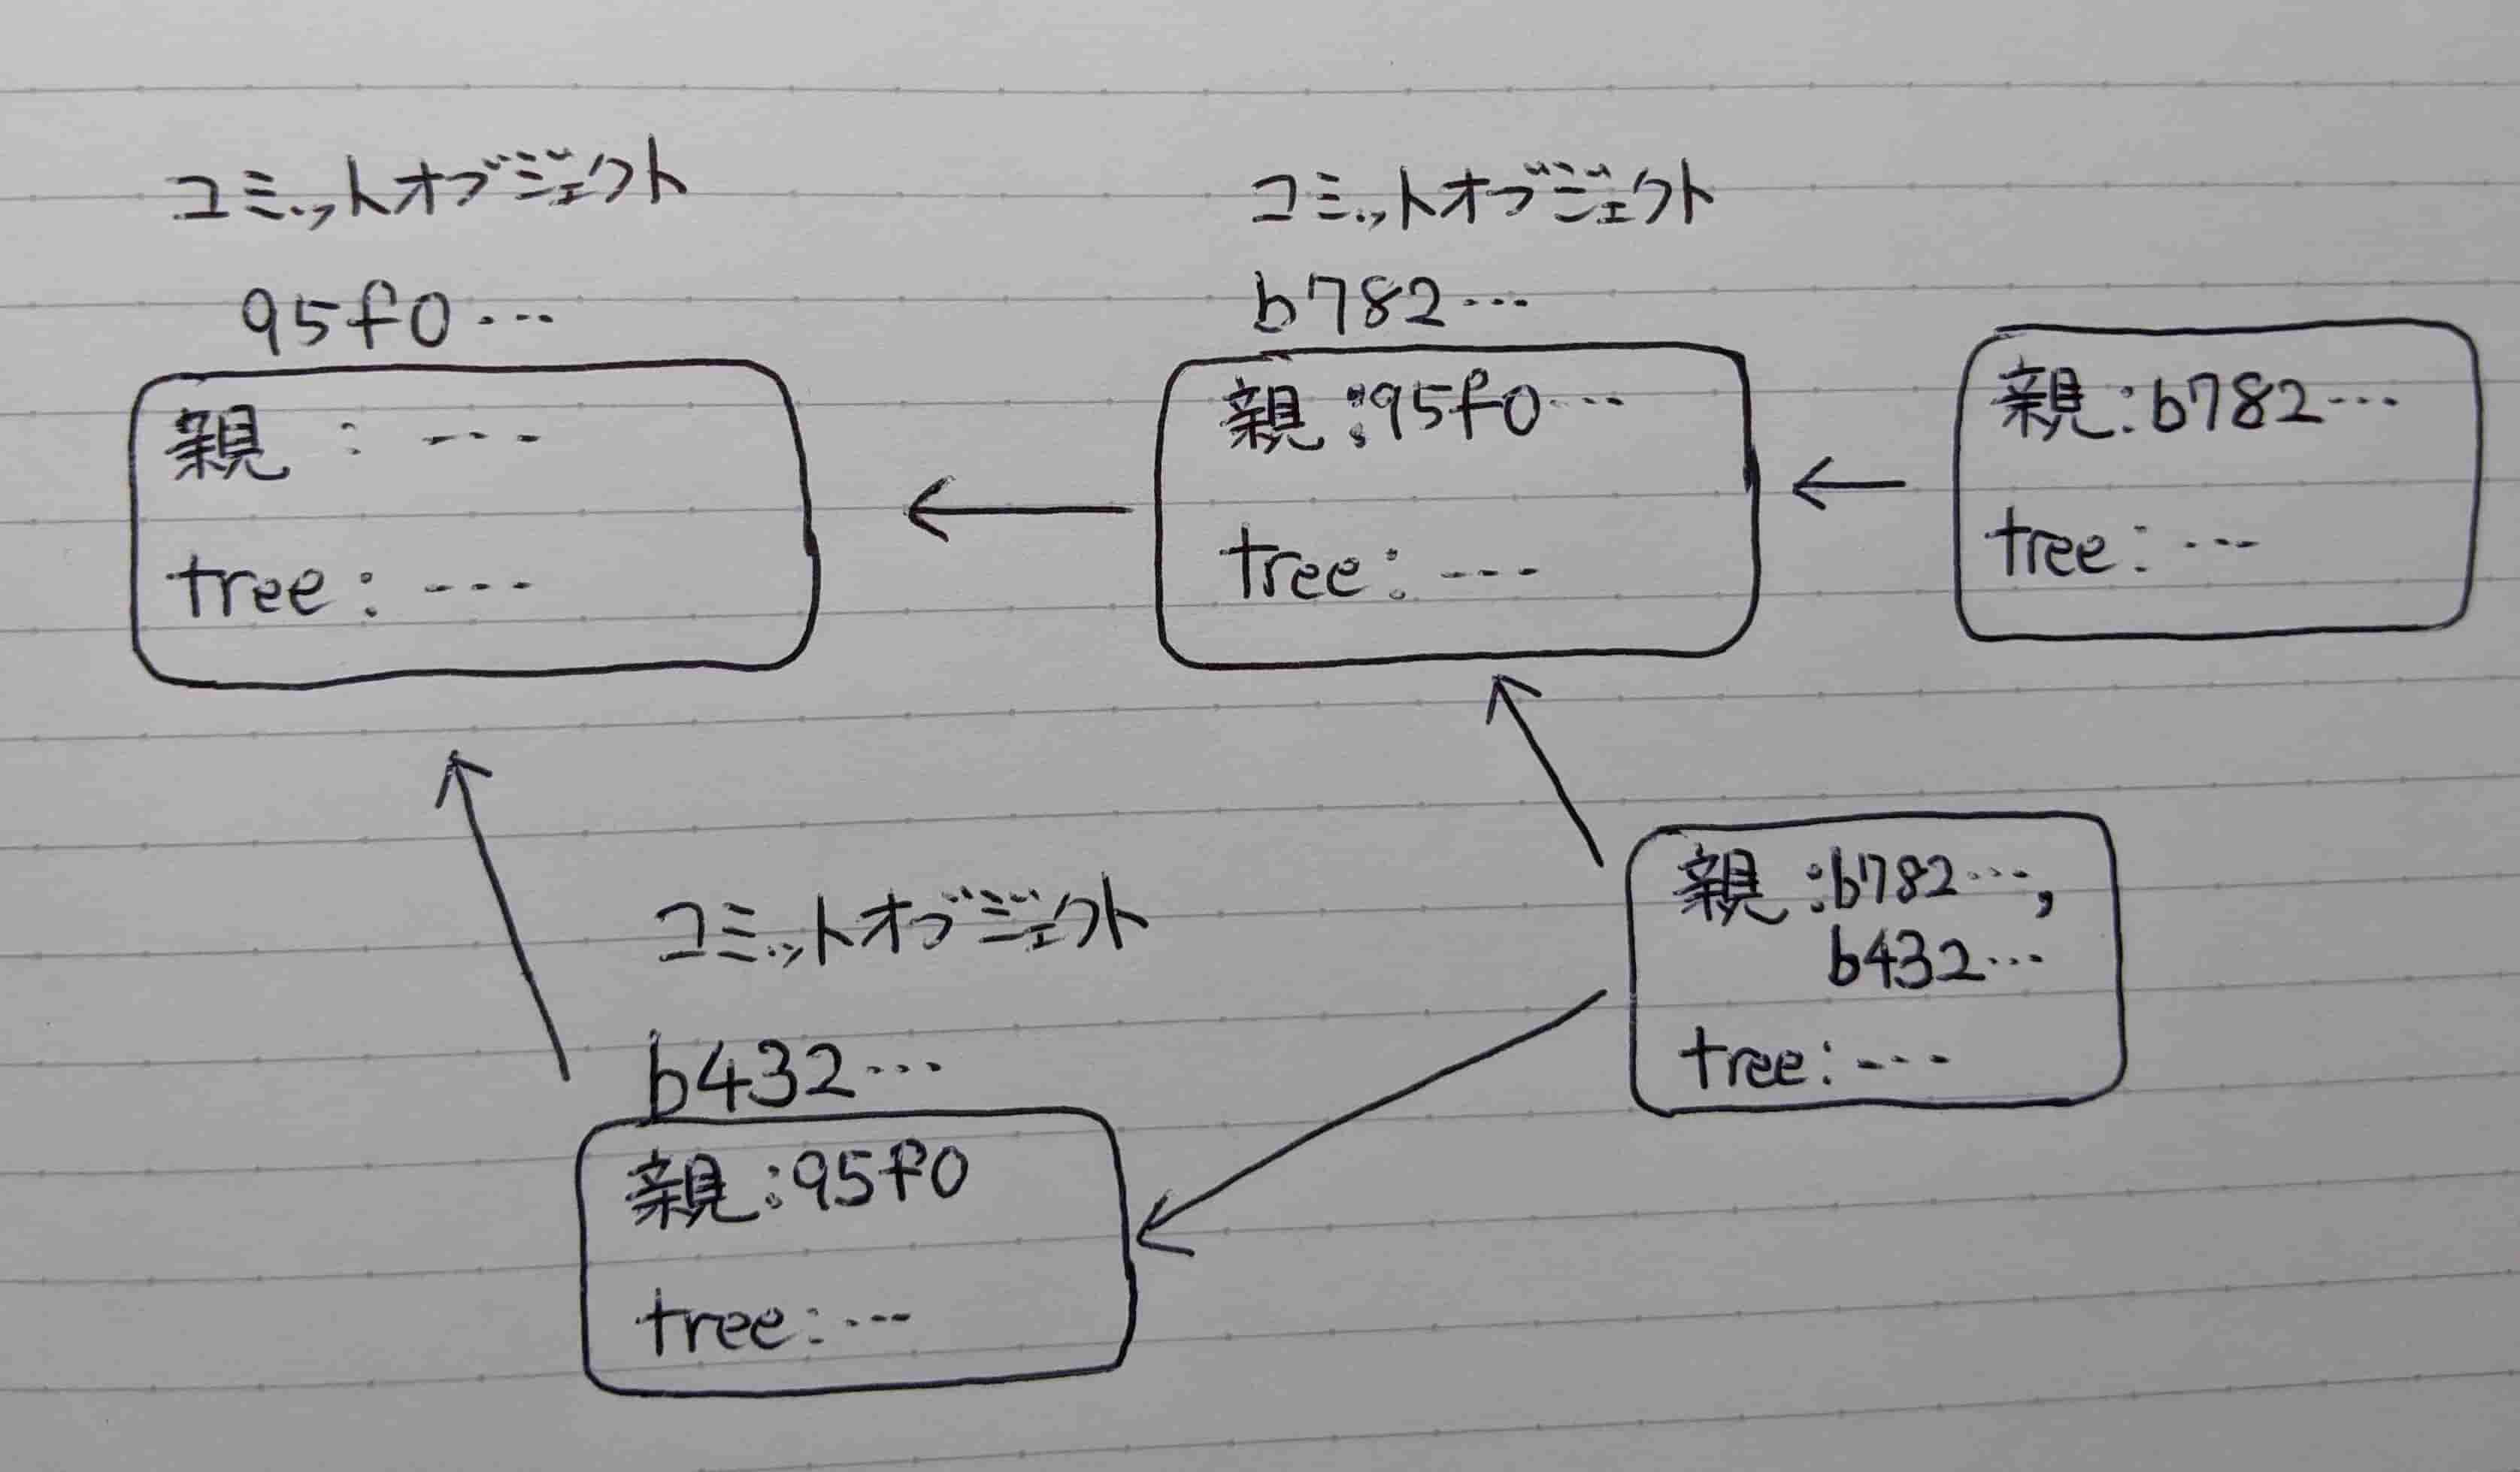 コミットオブジェクト
95f0…
親 : ---
tree : ---
コミットオブジェクト
b782…
親 : 95f0…
tree : ---
親 : b782…
tree : …
コミットオブジェクト
b432…
親 : 95f0
tree : …
親 : b782…,
b432…
tree : ---